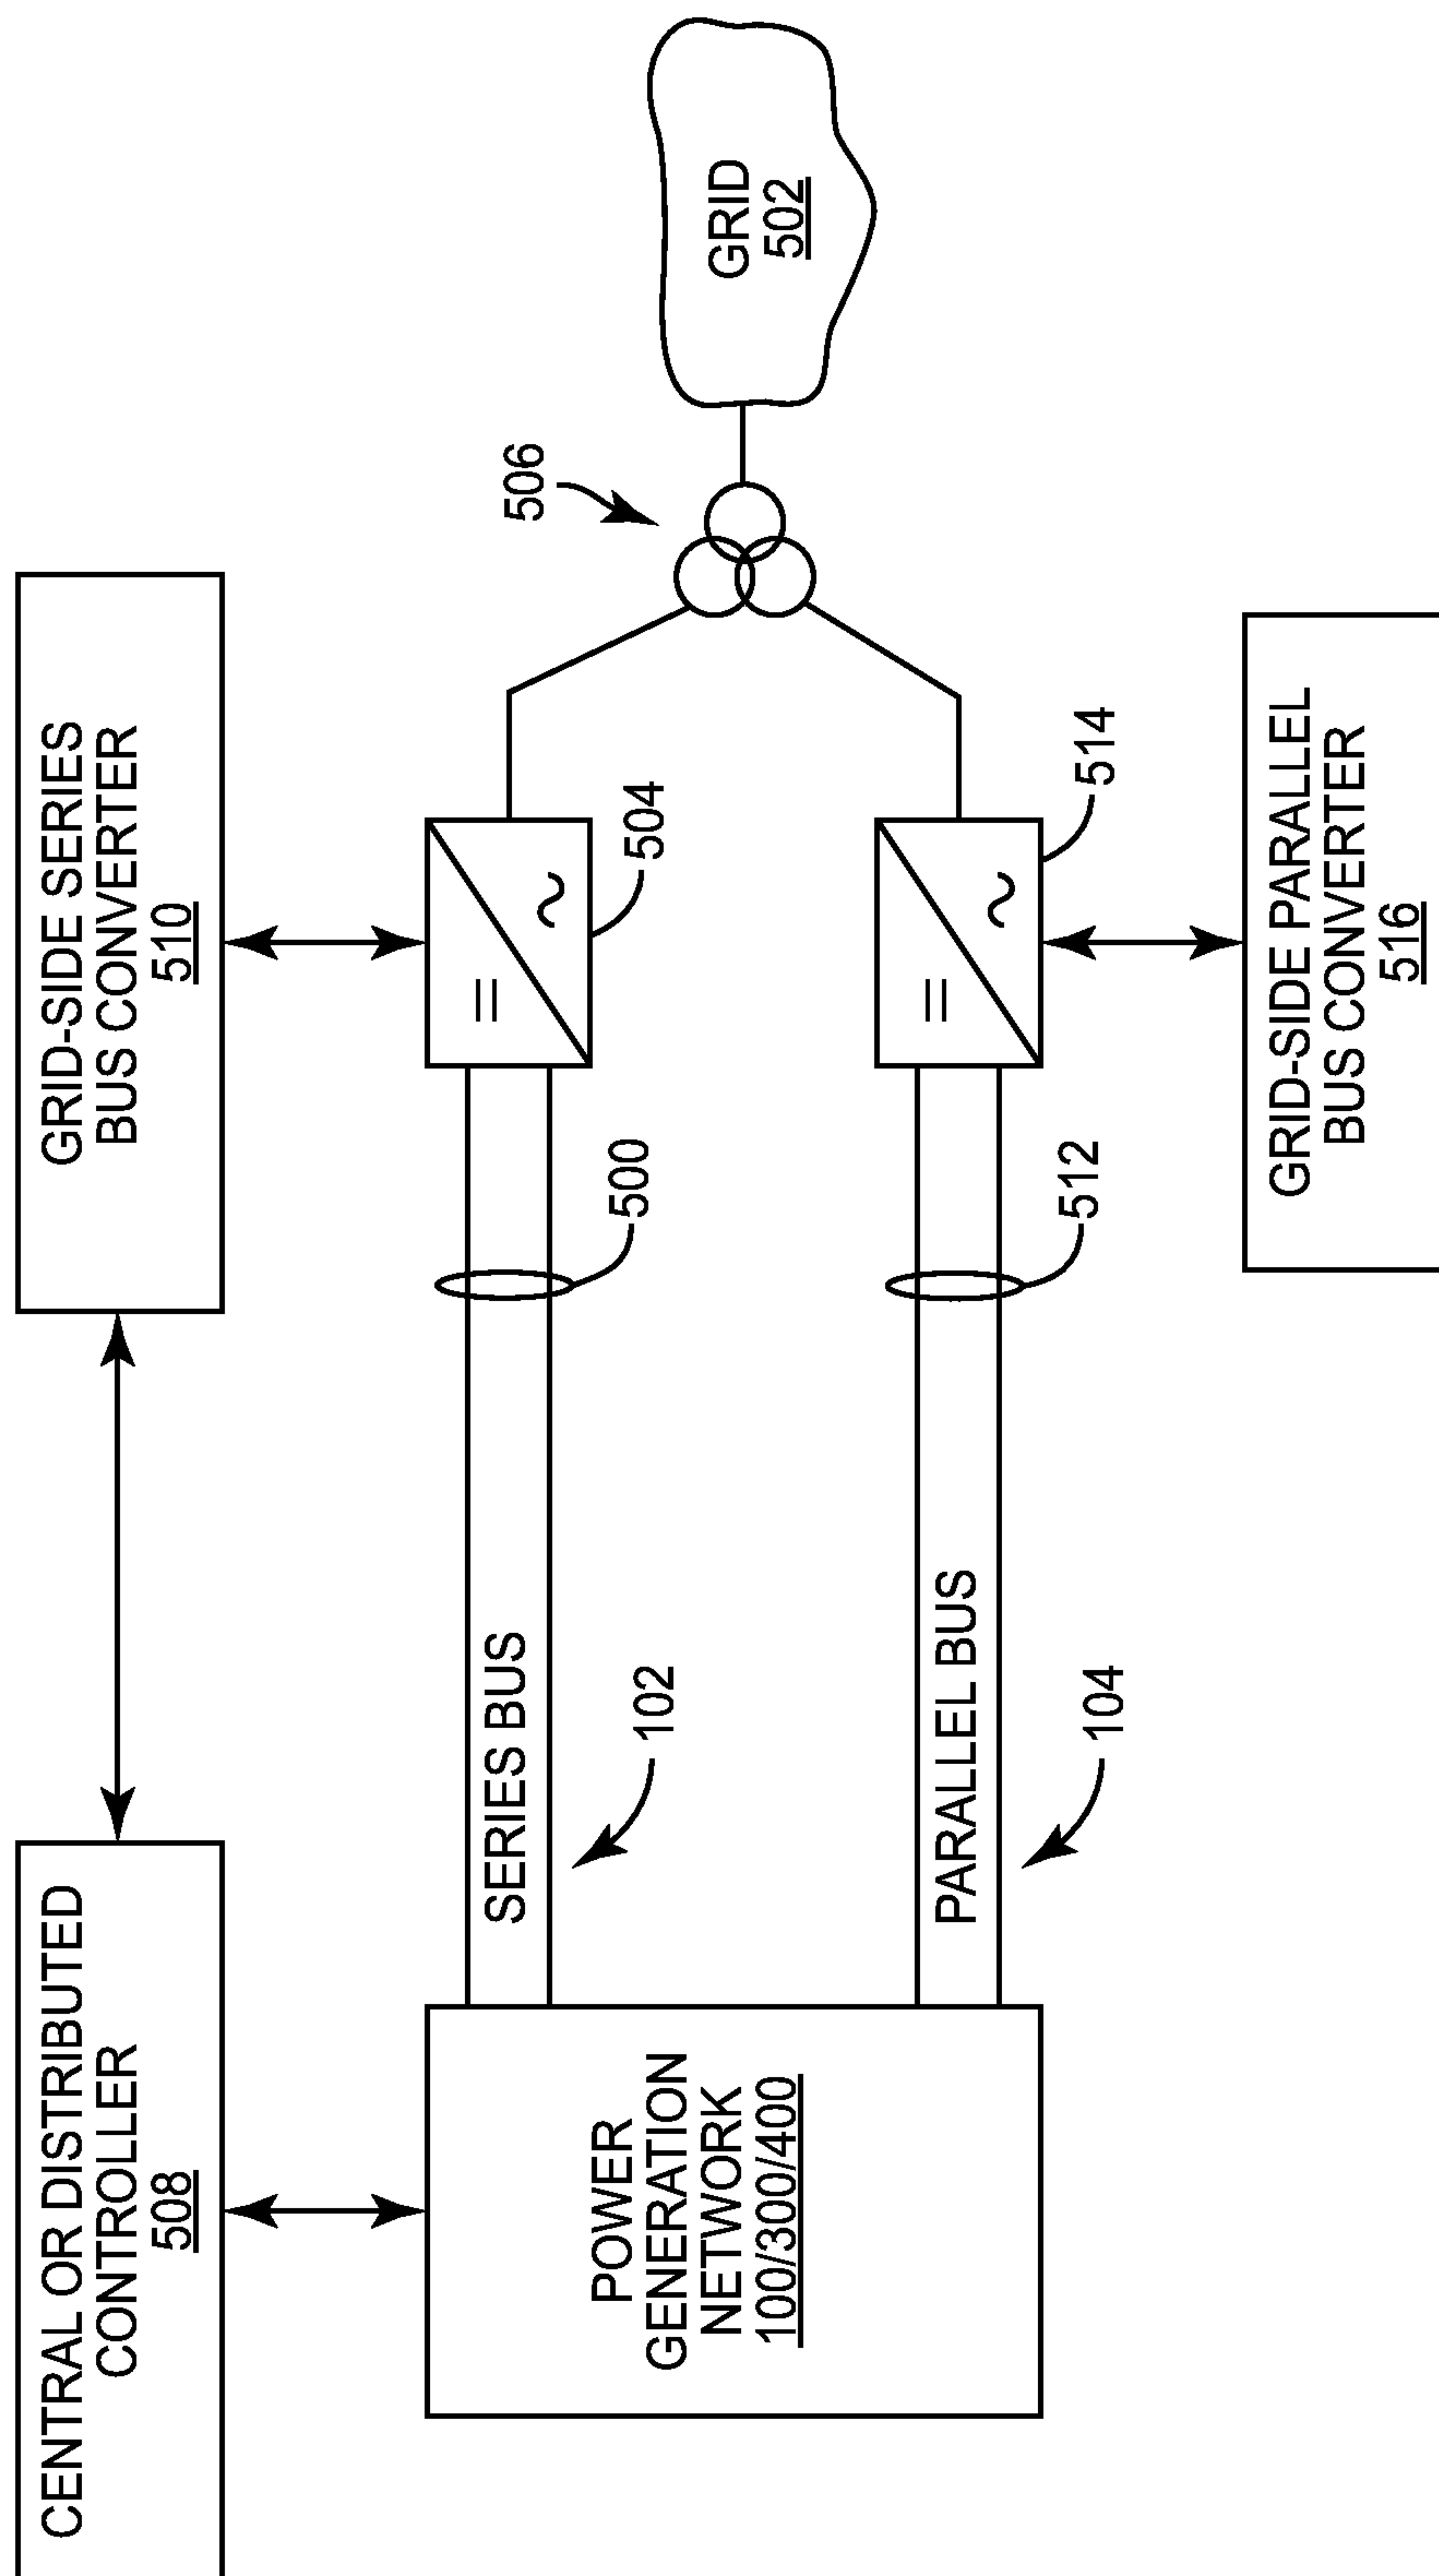 CENTRAL OR DISTRIBUTED
CONTROLLER
508
GRID-SIDE SERIES
BUS CONVERTER
510
POWER
GENERATION
NETWORK
100/300/400
SERIES BUS
102
500
504
506
GRID
502
PARALLEL BUS
104
512
514
GRID-SIDE PARALLEL
BUS CONVERTER
516